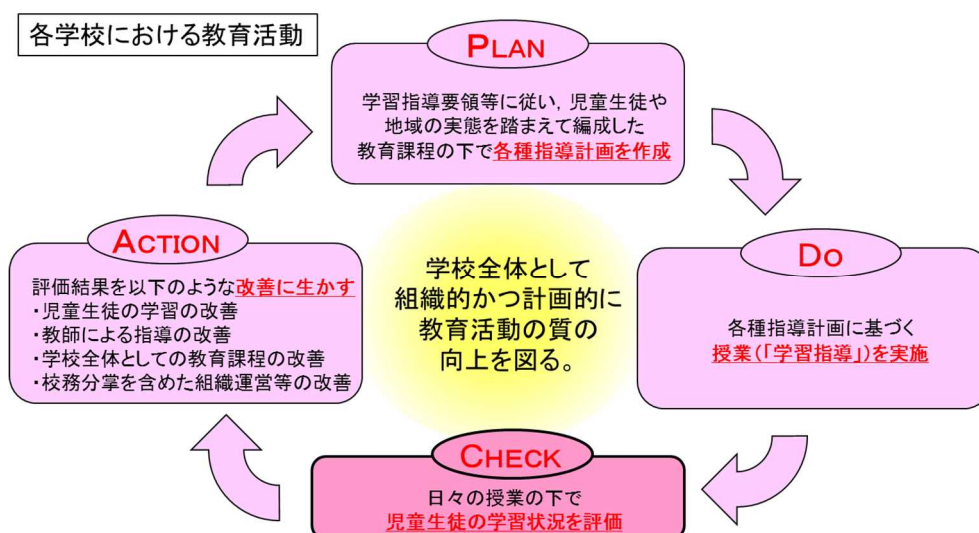 各学校における教育活動
PLAN
学習指導要領等に従い，児童生徒や
地域の実態を踏まえて編成した
教育課程の下で各種指導計画を作成
DO
各種指導計画に基づく
授業（「学習指導」）を実施
CHECK
日々の授業の下で
児童生徒の学習状況を評価
ACTION
評価結果を以下のような改善に生かす
・児童生徒の学習の改善
・教師による指導の改善
・学校全体としての教育課程の改善
・校務分掌を含めた組織運営等の改善
学校全体として
組織的かつ計画的に
教育活動の質の
向上を図る。